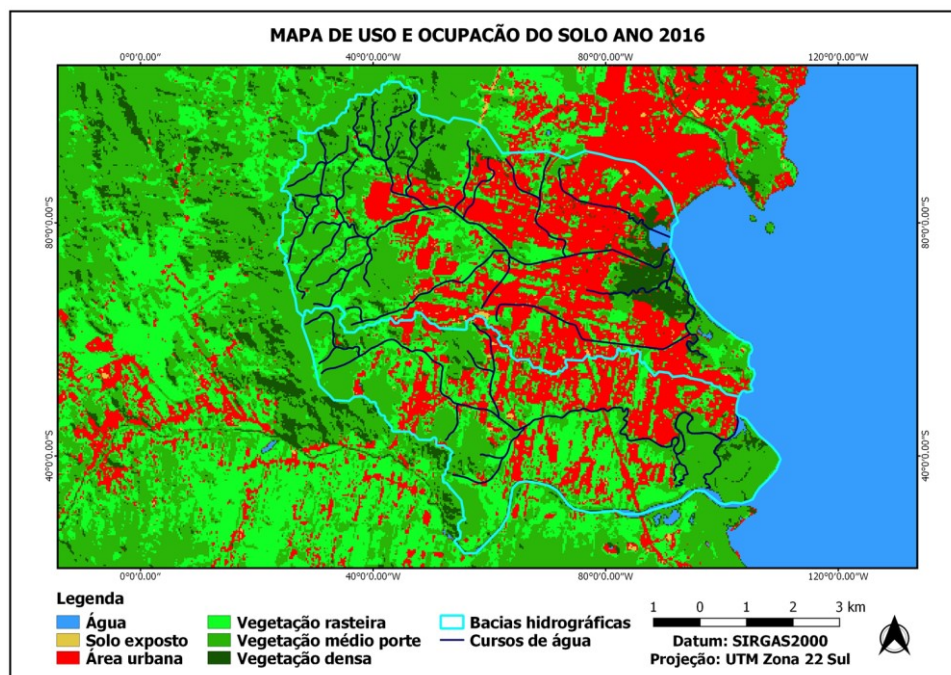 MAPA DE USO E OCUPACÃO DO SOLO ANO 2016
0°0'0.00"
40°0'0.00"W
80°0'0.00"W
120°0'0.00"W
80°0'0.00"S
80°0'0.00"S
40°0'0.00"S
40°0'0.00"S
0°0'0.00"
40°0'0.00"W
80°0'0.00"W
120°0'0.00"W
Legenda
Água
Solo exposto
Área urbana
Vegetação rasteira
Vegetação médio porte
Vegetação densa
Bacias hidrográficas
Cursos de água
1 0 1 2 3 km
Datum: SIRGAS2000
Projeção: UTM Zona 22 Sul